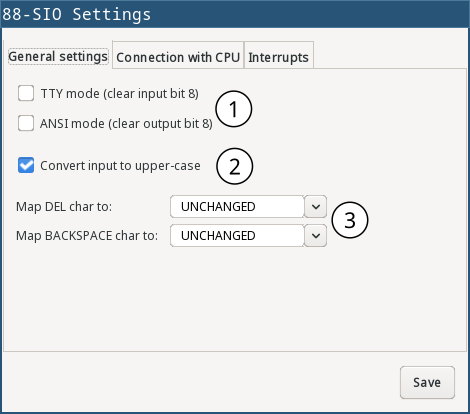 88-SIO Settings
General settings Connection with CPU Interrupts
TTY mode (clear input bit 8)
1
ANSI mode (clear output bit 8)
Convert input to upper-case 2
Map DEL char to: UNCHANGED
3
Map BACKSPACE char to: UNCHANGED
Save